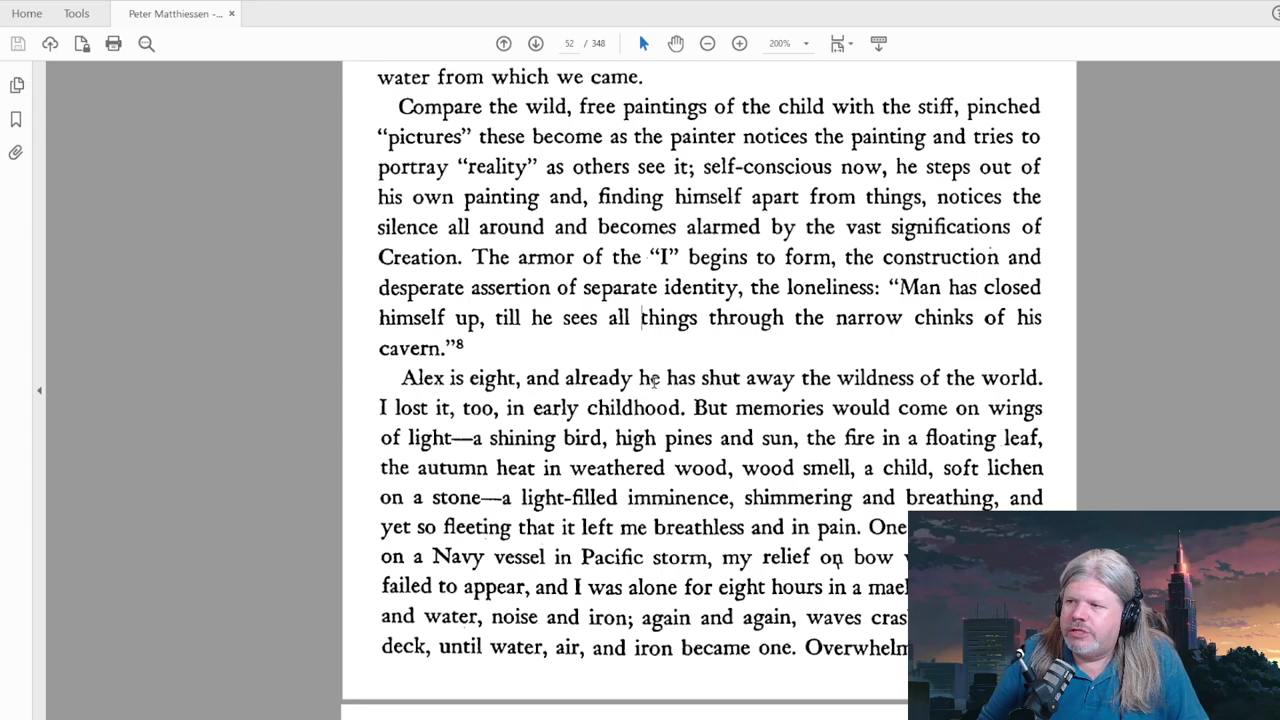 Home Tools Peter Matthiessen -... ×
52 / 348 200%
water from which we came.
Compare the wild, free paintings of the child with the stiff, pinched
“pictures” these become as the painter notices the painting and tries to
portray “reality” as others see it; self-conscious now, he steps out of
his own painting and, finding himself apart from things, notices the
silence all around and becomes alarmed by the vast significations of
Creation. The armor of the “I” begins to form, the construction and
desperate assertion of separate identity, the loneliness: “Man has closed
himself up, till he sees all things through the narrow chinks of his
cavern.”8
Alex is eight, and already he has shut away the wildness of the world.
I lost it, too, in early childhood. But memories would come on wings
of light—a shining bird, high pines and sun, the fire in a floating leaf,
the autumn heat in weathered wood, wood smell, a child, soft lichen
on a stone—a light-filled imminence, shimmering and breathing, and
yet so fleeting that it left me breathless and in pain. One
on a Navy vessel in Pacific storm, my relief on bow
failed to appear, and I was alone for eight hours in a
and water, noise and iron; again and again, waves
deck, until water, air, and iron became one.